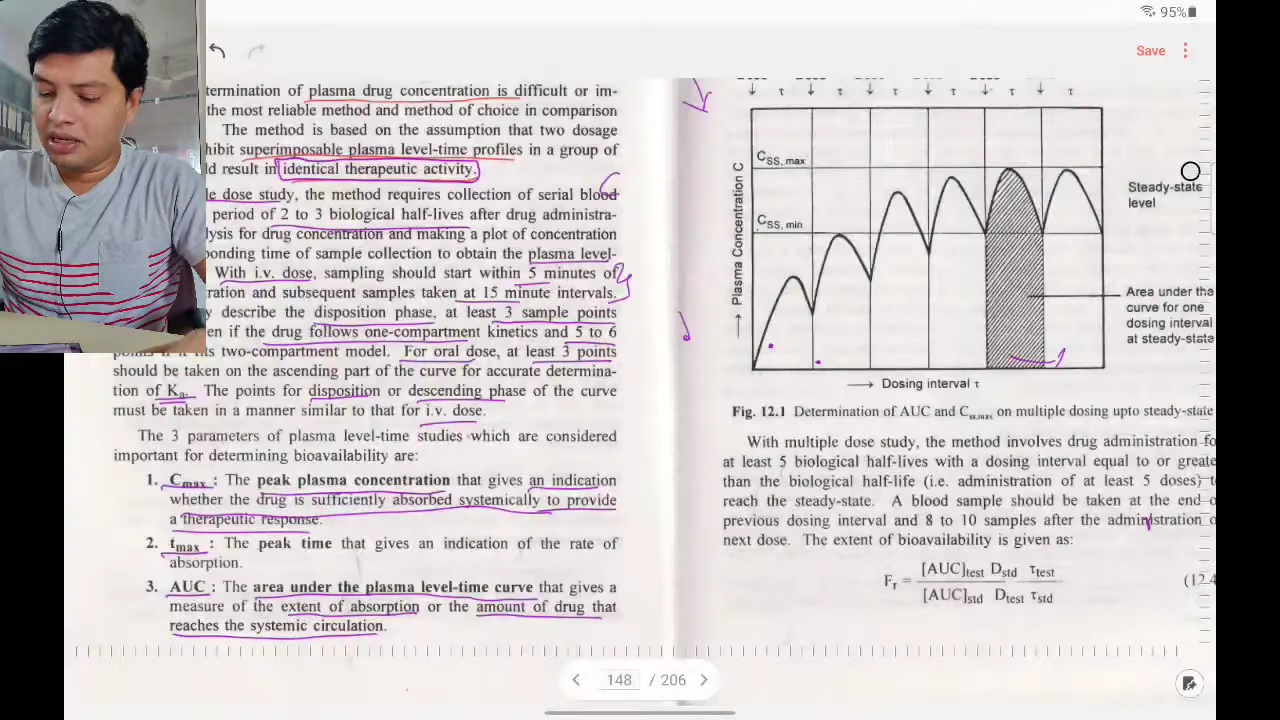 95%
Save
termination of plasma drug concentration is difficult or im-
the most reliable method and method of choice in comparison
The method is based on the assumption that two dosage
hibit superimposable plasma level-time profiles in a group of
ld result in identical therapeutic activity.
le dose study, the method requires collection of serial blood
period of 2 to 3 biological half-lives after drug administra-
lysis for drug concentration and making a plot of concentration
ponding time of sample collection to obtain the plasma level-
With i.v. dose, sampling should start within 5 minutes of
ration and subsequent samples taken at 15 minute intervals.
y describe the disposition phase, at least 3 sample points
en if the drug follows one-compartment kinetics and 5 to 6
points if it fits two-compartment model. For oral dose, at least 3 points
should be taken on the ascending part of the curve for accurate determina-
tion of Ka. The points for disposition or descending phase of the curve
must be taken in a manner similar to that for i.v. dose.
The 3 parameters of plasma level-time studies which are considered
important for determining bioavailability are:
1. Cmax : The peak plasma concentration that gives an indication
whether the drug is sufficiently absorbed systemically to provide
a therapeutic response.
2. tmax : The peak time that gives an indication of the rate of
absorption.
3. AUC : The area under the plasma level-time curve that gives a
measure of the extent of absorption or the amount of drug that
reaches the systemic circulation.
τ τ τ τ τ τ
Css, max
Css, min
Plasma Concentration C
Steady-state
level
Area under the
curve for one
dosing interval
at steady-state
Dosing interval τ
Fig. 12.1 Determination of AUC and Css,max on multiple dosing upto steady-state
With multiple dose study, the method involves drug administration fo
at least 5 biological half-lives with a dosing interval equal to or greate
than the biological half-life (i.e. administration of at least 5 doses) t
reach the steady-state. A blood sample should be taken at the end o
previous dosing interval and 8 to 10 samples after the administration o
next dose. The extent of bioavailability is given as:
Fr = [AUC]test Dstd τtest / [AUC]std Dtest τstd (12.4
148 / 206